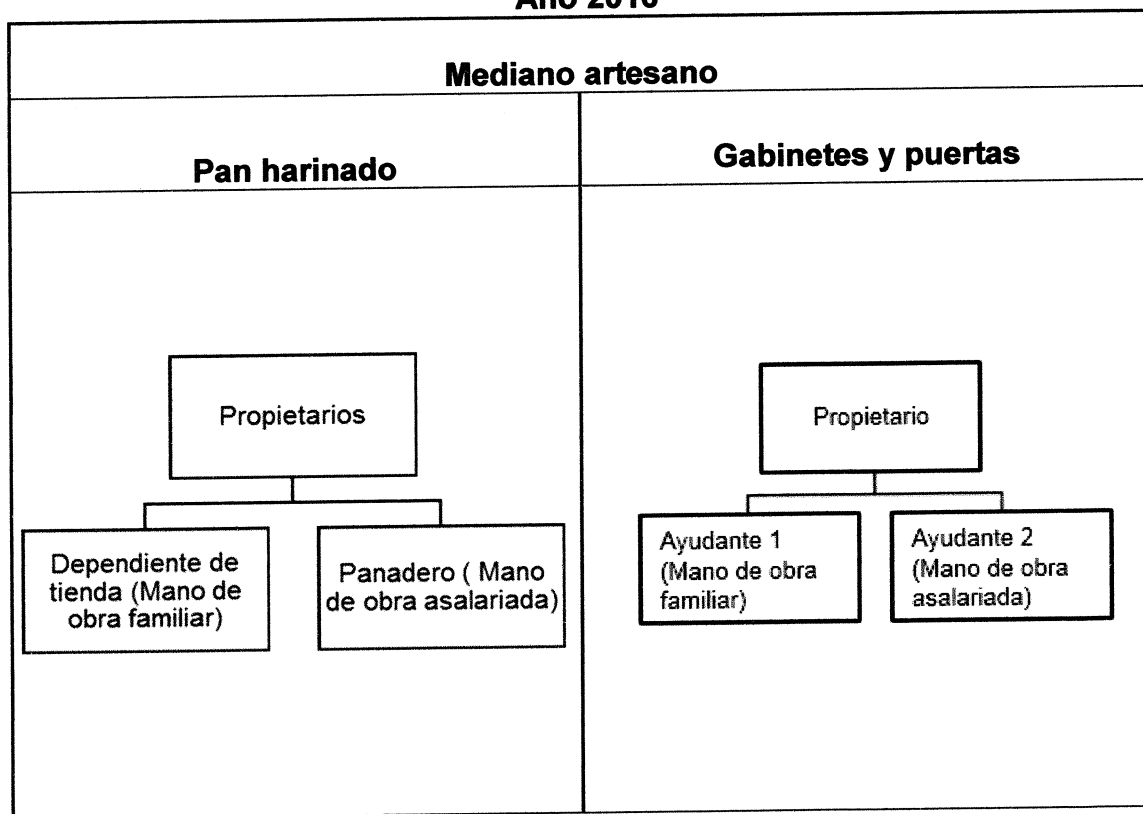 Año 2016
Mediano artesano
Pan harinado
Gabinetes y puertas
Propietarios
Dependiente de
tienda (Mano de
obra familiar)
Panadero ( Mano
de obra asalariada)
Propietario
Ayudante 1
(Mano de obra
familiar)
Ayudante 2
(Mano de obra
asalariada)